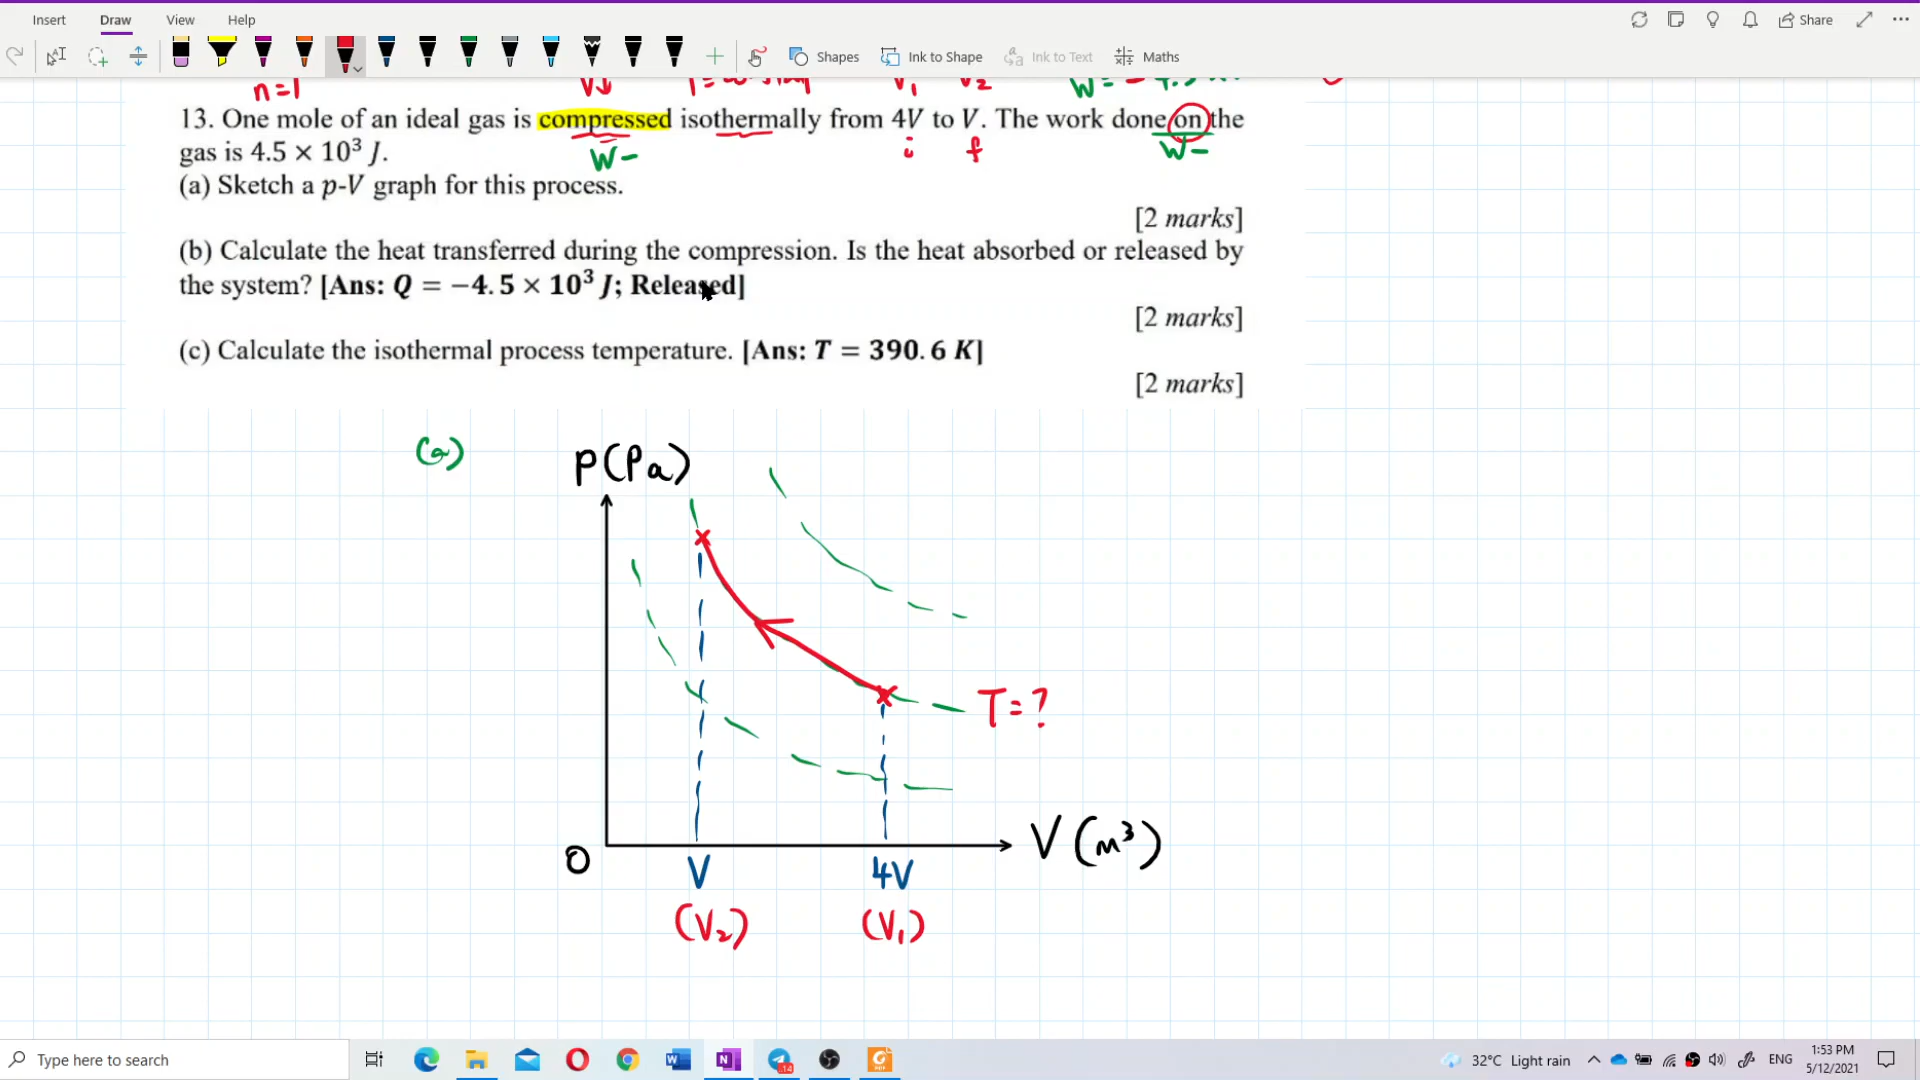 Insert Draw View Help
Share
Shapes Ink to Shape Ink to Text Maths
n=1
13. One mole of an ideal gas is compressed isothermally from 4V to V. The work done on the
W- i f W-
gas is 4.5 × 10³ J.
(a) Sketch a p-V graph for this process.
[2 marks]
(b) Calculate the heat transferred during the compression. Is the heat absorbed or released by
the system? [Ans: Q = −4.5 × 10³ J; Released]
[2 marks]
(c) Calculate the isothermal process temperature. [Ans: T = 390.6 K]
[2 marks]
(a)
P(Pa)
T=?
V(m³)
O
V 4V
(V₂) (V₁)
Type here to search
32°C Light rain
ENG
1:53 PM
5/12/2021